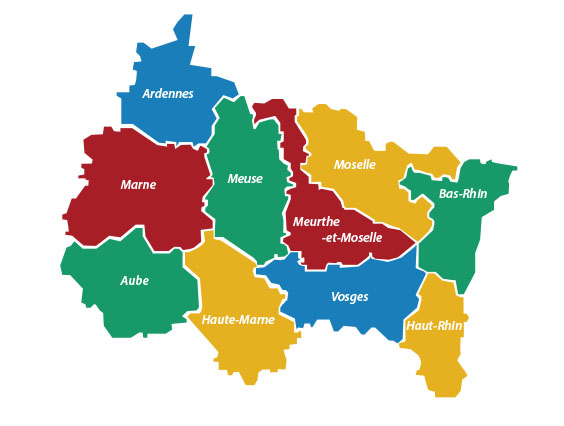 Ardennes
Marne
Meuse
Moselle
Bas-Rhin
Meurthe
-et-Moselle
Aube
Vosges
Haute-Marne
Haut-Rhin